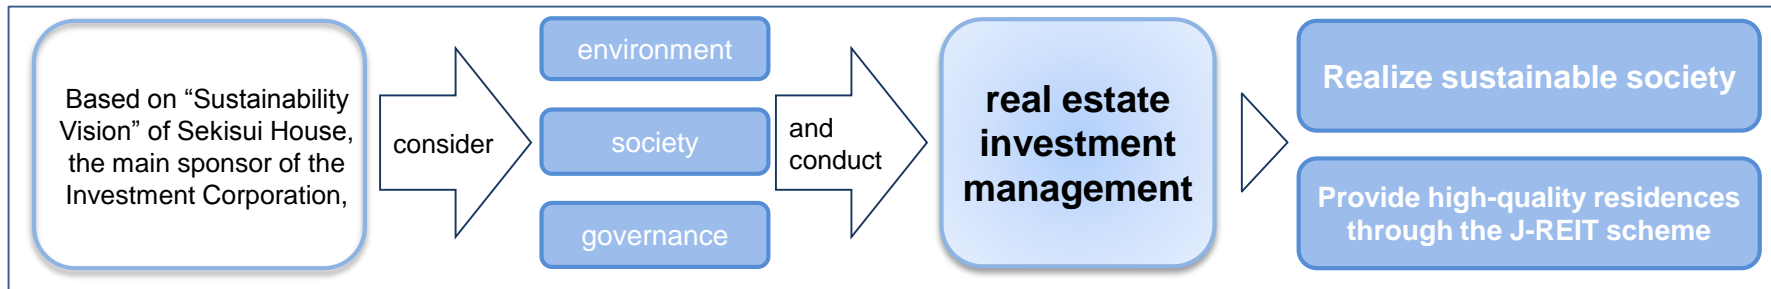 Based on “Sustainability
Vision” of Sekisui House,
the main sponsor of the
Investment Corporation,
consider
environment
society
governance
and
conduct
real estate
investment
management
Realize sustainable society
Provide high-quality residences
through the J-REIT scheme